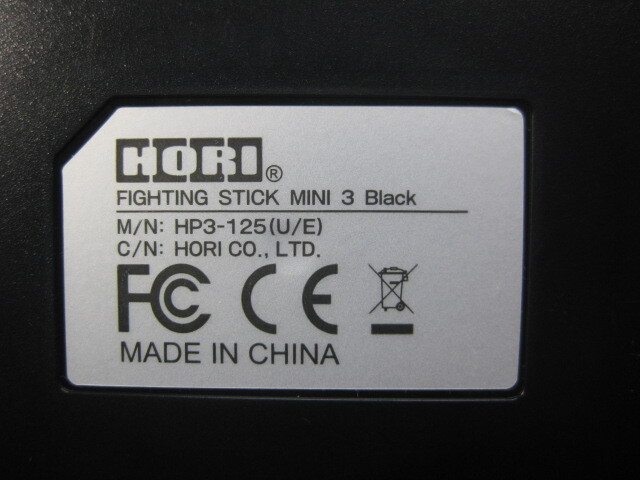 HORI®
FIGHTING STICK MINI 3 Black
M/N: HP3-125(U/E)
C/N: HORI CO., LTD.
FC CE
MADE IN CHINA